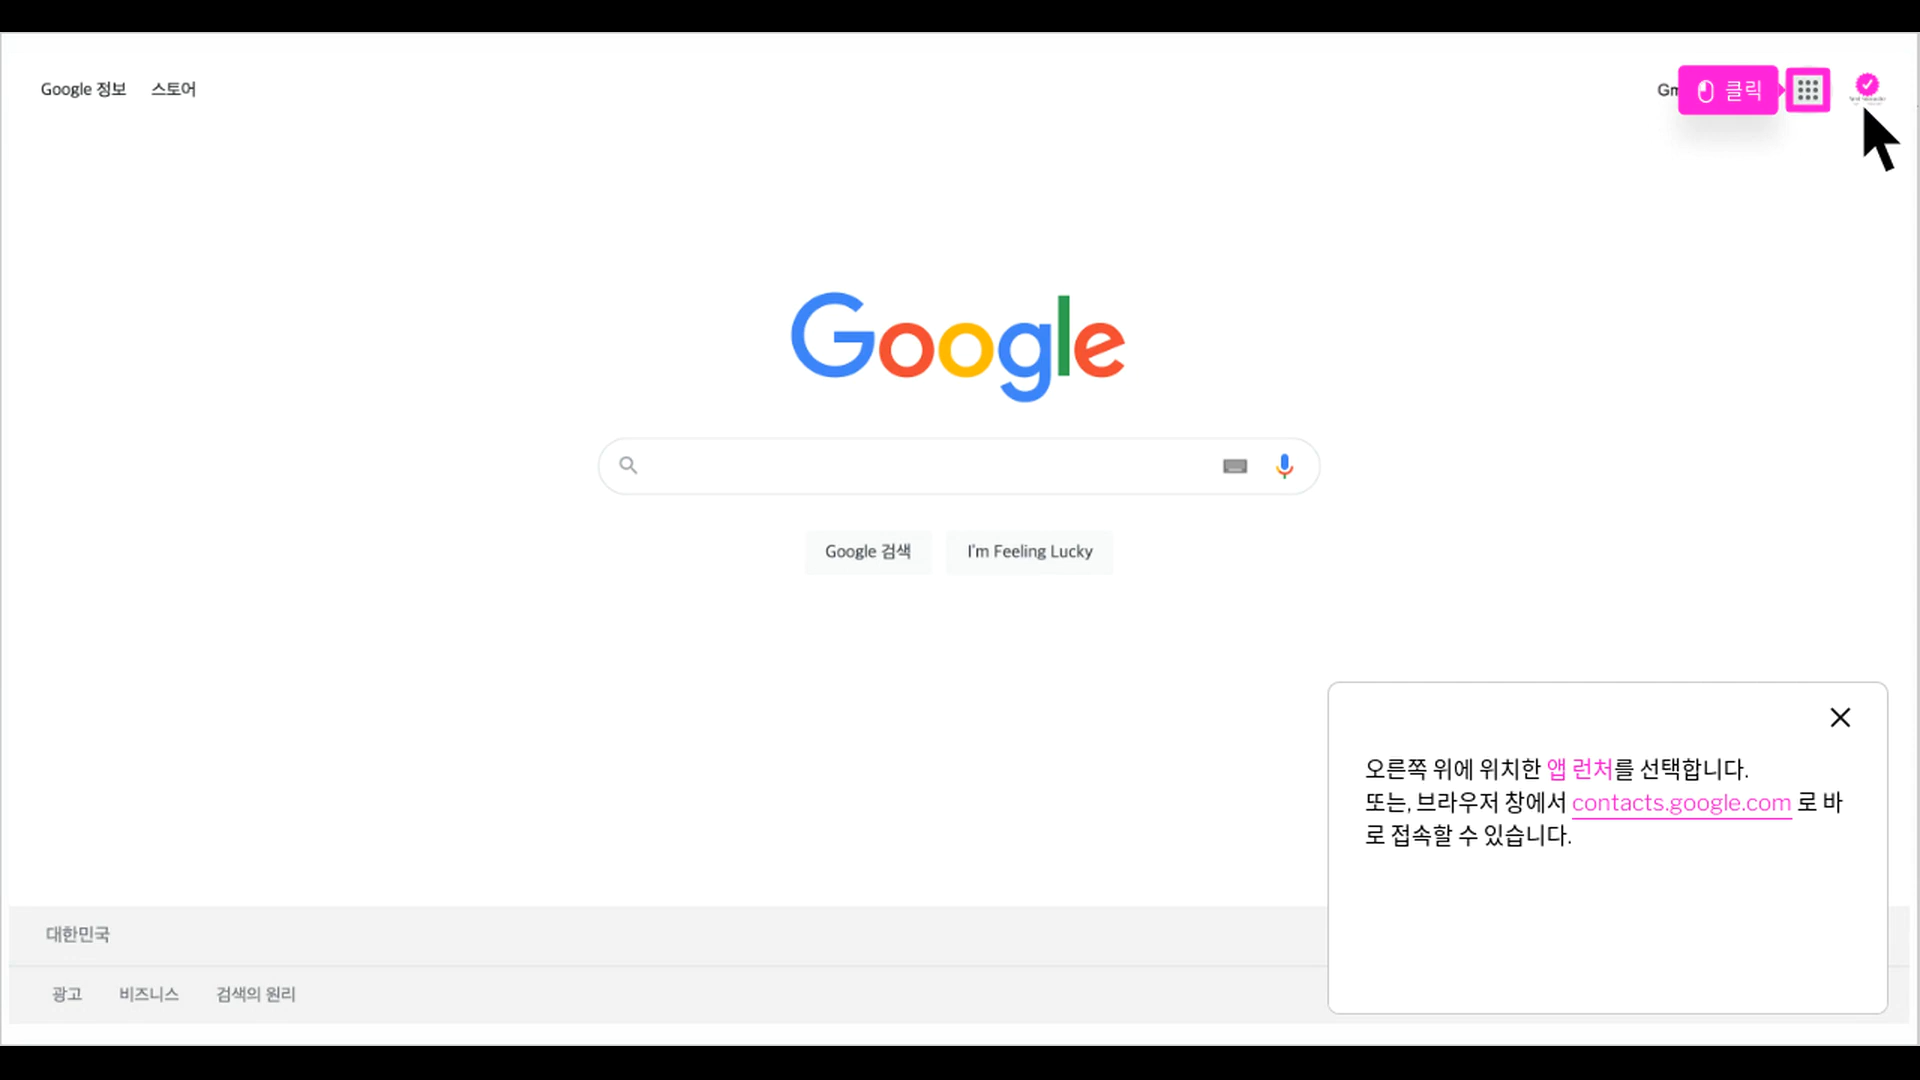 Google 정보 스토어
Gm 클릭
Google
Google 검색 I'm Feeling Lucky
오른쪽 위에 위치한 앱 런처를 선택합니다.
또는, 브라우저 창에서 contacts.google.com 로 바
로 접속할 수 있습니다.
대한민국
광고 비즈니스 검색의 원리